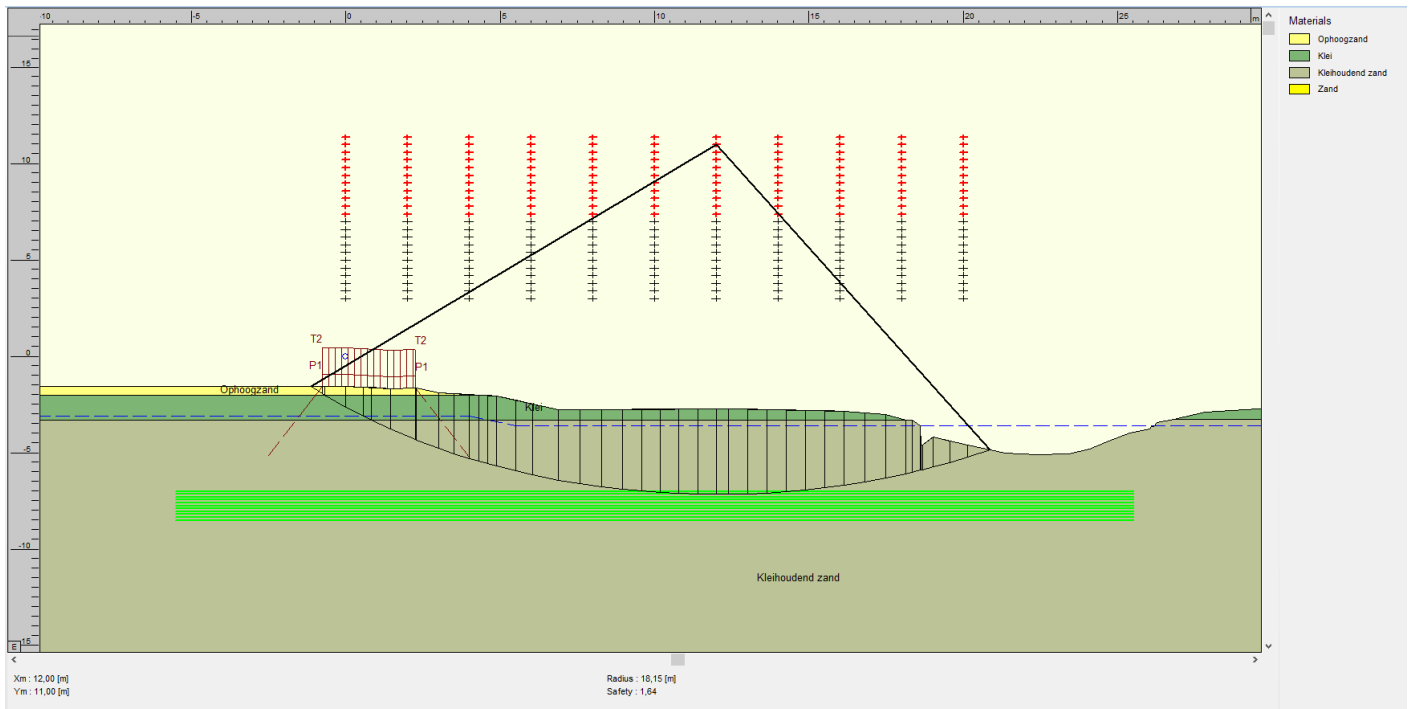 -10 -5 0 5 10 15 20 25 m
Materials
Ophoogzand
Klei
Kleihoudend zand
Zand
15
10
5
0
-5
-10
-15
E
T2 T2
P1 P1
Ophoogzand
Klei
Kleihoudend zand
Xm : 12,00 [m] Radius : 18,15 [m]
Ym : 11,00 [m] Safety : 1,64